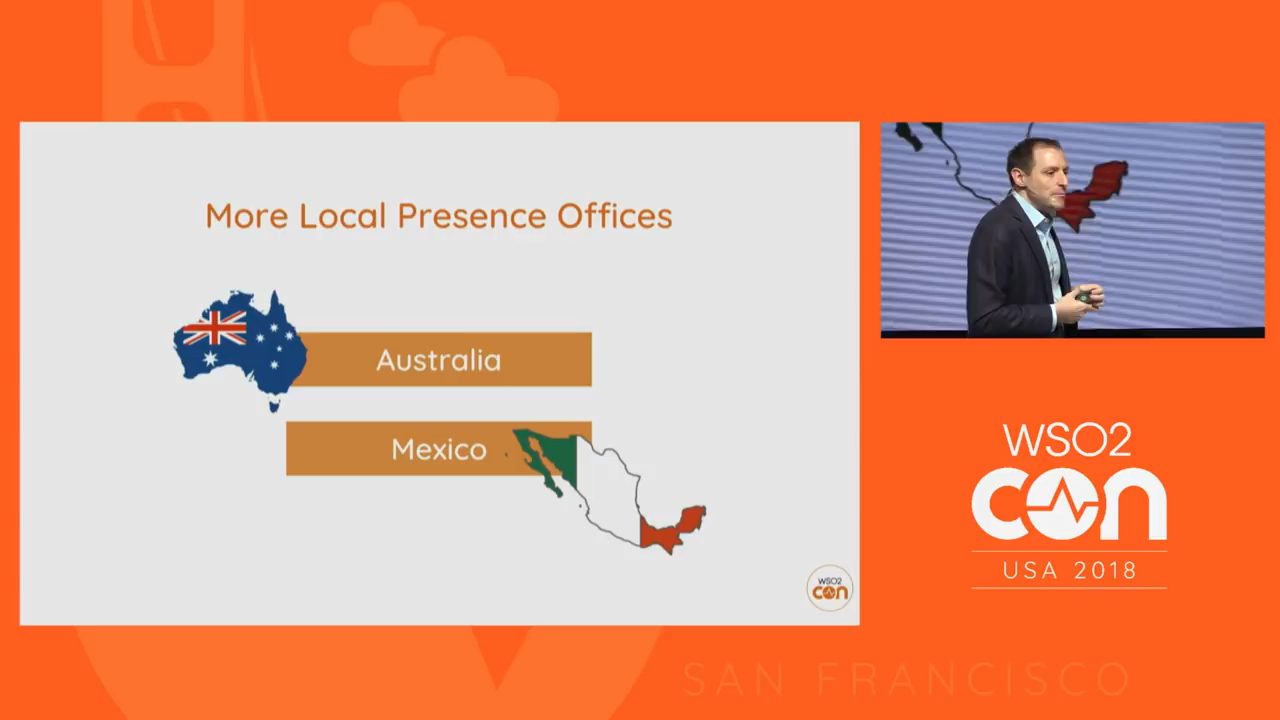 More Local Presence Offices
Australia
Mexico
WSO2
con
WSO2
con
USA 2018
SAN FRANCISCO